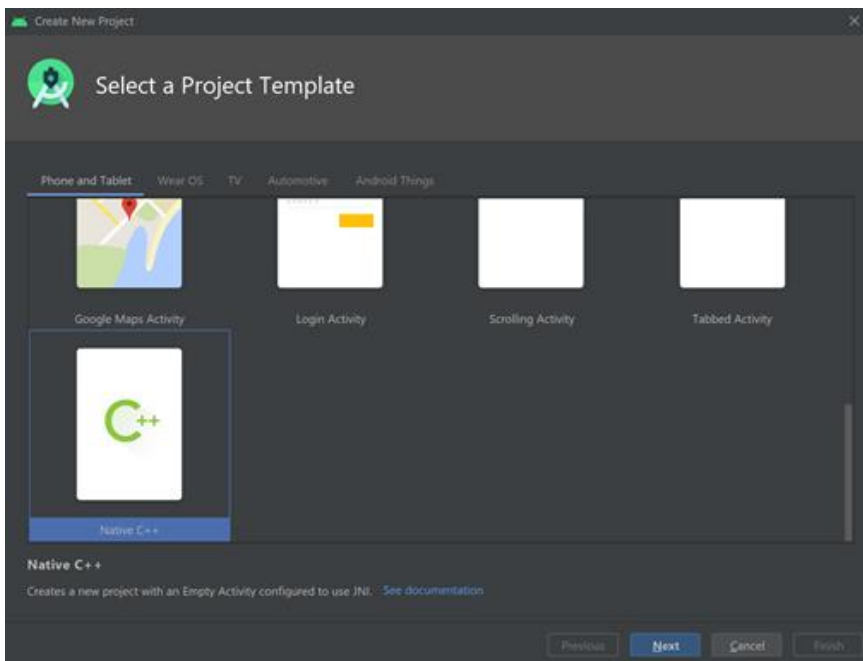 Create New Project
Select a Project Template
Phone and Tablet Wear OS TV Automotive Android Things
Google Maps Activity Login Activity Scrolling Activity Tabbed Activity
C++
Native C++
Native C++
Creates a new project with an Empty Activity configured to use JNI. See documentation
Previous Next Cancel Finish